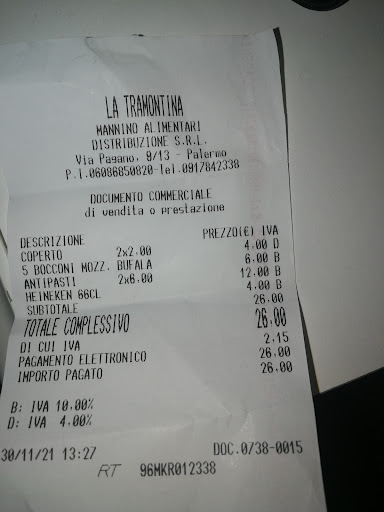 LA TRAMONTINA
MANNINO ALIMENTARI
DISTRIBUZIONE S.R.L.
Via Pagano, 9/13 - Palermo
P.I.06086850820-Tel.0917842338
DOCUMENTO COMMERCIALE
di vendita o prestazione
DESCRIZIONE PREZZO(€) IVA
COPERTO 2x2.00 4.00 D
5 BOCCONI MOZZ. BUFALA 6.00 B
ANTIPASTI 2x6.00 12.00 B
HEINEKEN 66CL 4.00 B
SUBTOTALE 26.00
TOTALE COMPLESSIVO 26,00
DI CUI IVA 2.15
PAGAMENTO ELETTRONICO 26.00
IMPORTO PAGATO 26.00
B: IVA 10.00%
D: IVA 4.00%
30/11/21 13:27 DOC.0738-0015
RT 96MKR012338